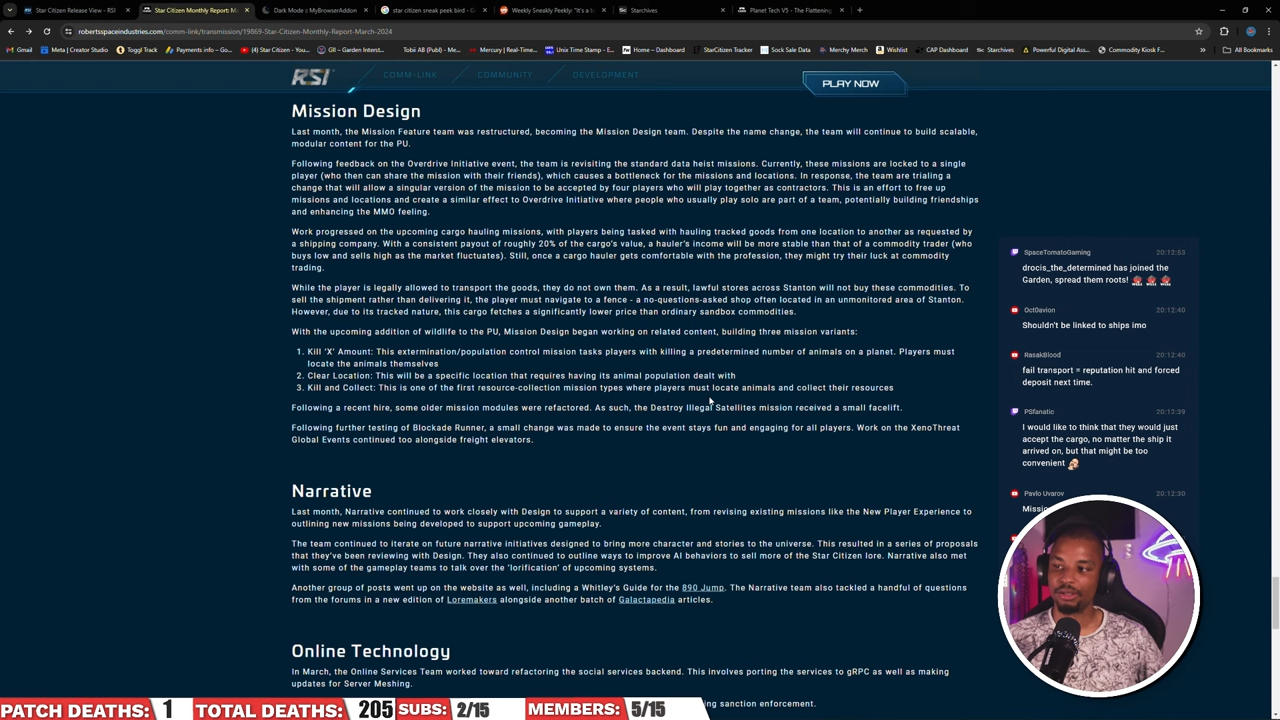 Star Citizen Release View - RSI
Star Citizen Monthly Report: M
Dark Mode :: MyBrowserAddon
star citizen sneak peek bird - G
Weekly Sneakly Peekly: "It's a b
Starchives
Planet Tech V5 - The Flattening
robertsspaceindustries.com/comm-link/transmission/19869-Star-Citizen-Monthly-Report-March-2024
Gmail
Meta | Creator Studio
Toggl Track
(4) Star Citizen - You...
GII – Garden Interest...
Tobii AB (Publ) - Me...
Mercury | Real-Time...
Unix Time Stamp - E...
Home – Dashboard
StarCitizen Tracker
Sock Sale Data
Merchy Merch
Wishlist
CAP Dashboard
Starchives
Powerful Digital Ass...
Commodity Kiosk F...
All Bookmarks
RSI
COMM-LINK
COMMUNITY
DEVELOPMENT
PLAY NOW
Mission Design
Last month, the Mission Feature team was restructured, becoming the Mission Design team. Despite the name change, the team will continue to build scalable,
modular content for the PU.
Following feedback on the Overdrive Initiative event, the team is revisiting the standard data heist missions. Currently, these missions are locked to a single
player (who then can share the mission with their friends), which causes a bottleneck for the missions and locations. In response, the team are trialing a
change that will allow a singular version of the mission to be accepted by four players who will play together as contractors. This is an effort to free up
missions and locations and create a similar effect to Overdrive Initiative where people who usually play solo are part of a team, potentially building friendships
and enhancing the MMO feeling.
Work progressed on the upcoming cargo hauling missions, with players being tasked with hauling tracked goods from one location to another as requested by
a shipping company. With a consistent payout of roughly 20% of the cargo's value, a hauler's income will be more stable than that of a commodity trader (who
buys low and sells high as the market fluctuates). Still, once a cargo hauler gets comfortable with the profession, they might try their luck at commodity
trading.
While the player is legally allowed to transport the goods, they do not own them. As a result, lawful stores across Stanton will not buy these commodities. To
sell the shipment rather than delivering it, the player must navigate to a fence - a no-questions-asked shop often located in an unmonitored area of Stanton.
However, due to its tracked nature, this cargo fetches a significantly lower price than ordinary sandbox commodities.
With the upcoming addition of wildlife to the PU, Mission Design began working on related content, building three mission variants:
1. Kill 'X' Amount: This extermination/population control mission tasks players with killing a predetermined number of animals on a planet. Players must
locate the animals themselves
2. Clear Location: This will be a specific location that requires having its animal population dealt with
3. Kill and Collect: This is one of the first resource-collection mission types where players must locate animals and collect their resources
Following a recent hire, some older mission modules were refactored. As such, the Destroy Illegal Satellites mission received a small facelift.
Following further testing of Blockade Runner, a small change was made to ensure the event stays fun and engaging for all players. Work on the XenoThreat
Global Events continued too alongside freight elevators.
Narrative
Last month, Narrative continued to work closely with Design to support a variety of content, from revising existing missions like the New Player Experience to
outlining new missions being developed to support upcoming gameplay.
The team continued to iterate on future narrative initiatives designed to bring more character and stories to the universe. This resulted in a series of proposals
that they've been reviewing with Design. They also continued to outline ways to improve AI behaviors to sell more of the Star Citizen lore. Narrative also met
with some of the gameplay teams to talk over the 'lorification' of upcoming systems.
Another group of posts went up on the website as well, including a Whitley's Guide for the 890 Jump. The Narrative team also tackled a handful of questions
from the forums in a new edition of Loremakers alongside another batch of Galactapedia articles.
Online Technology
In March, the Online Services Team worked toward refactoring the social services backend. This involves porting the services to gRPC as well as making
updates for Server Meshing.
ng sanction enforcement.
SpaceTomatoGaming 20:12:53
drocis_the_determined has joined the
Garden, spread them roots!
Oct0avion 20:12:40
Shouldn't be linked to ships imo
RasakBlood 20:12:40
fail transport = reputation hit and forced
deposit next time.
PSfanatic 20:12:39
I would like to think that they would just
accept the cargo, no matter the ship it
arrived on, but that might be too
convenient
Pavlo Uvarov 20:12:30
Missio
PATCH DEATHS: 1
TOTAL DEATHS: 205
SUBS: 2/15
MEMBERS: 5/15